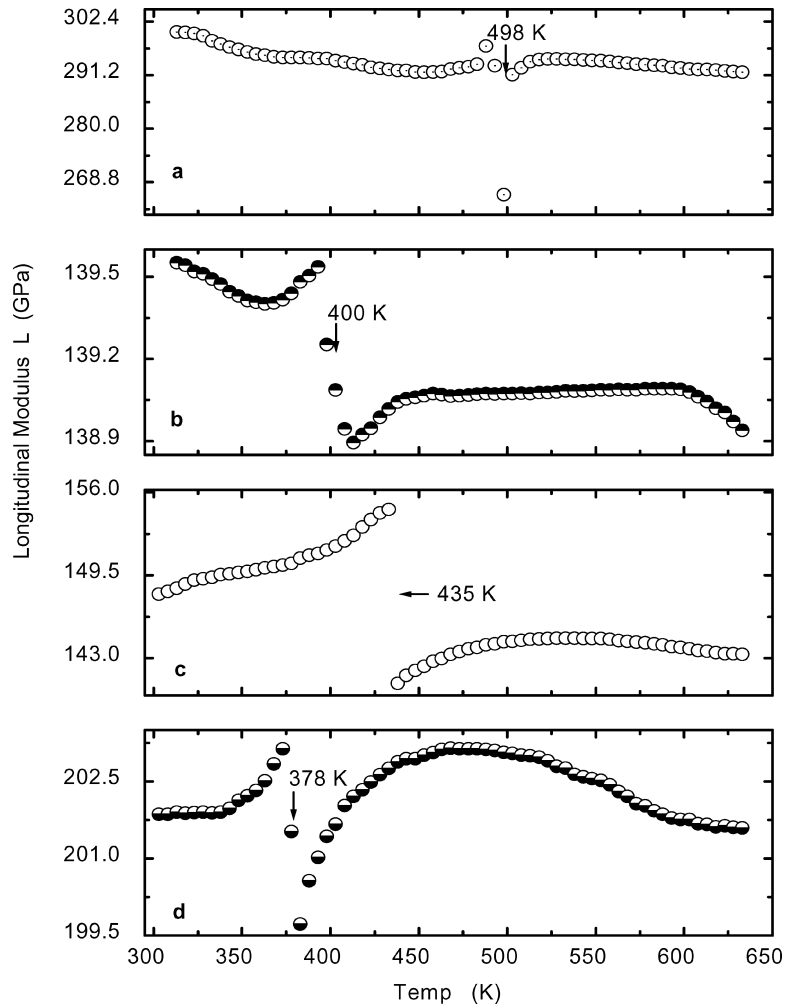 302.4
291.2
280.0
268.8
498 K
a
139.5
139.2
138.9
400 K
b
156.0
149.5
143.0
435 K
c
202.5
201.0
199.5
378 K
d
300 350 400 450 500 550 600 650
Temp (K)
Longitudinal Modulus L (GPa)